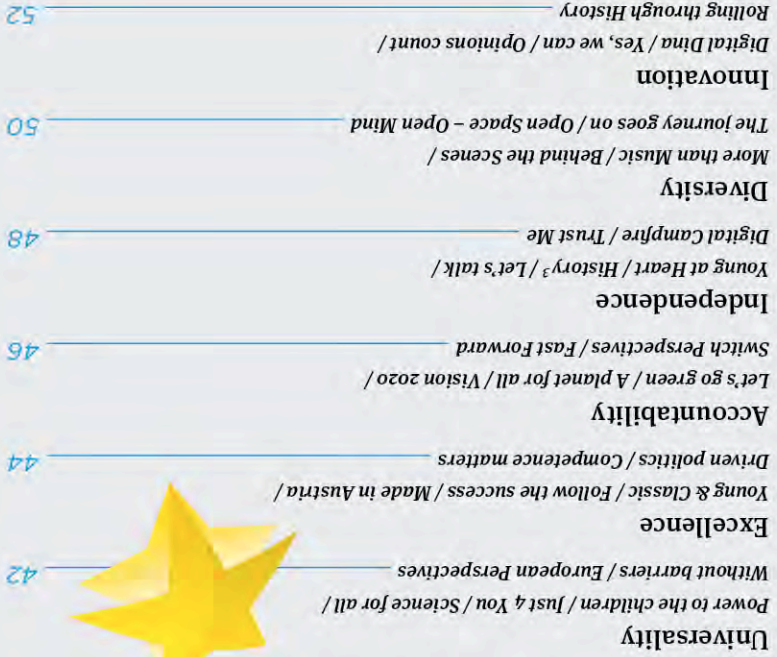 Universality
Power to the children / Just 4 You / Science for all /
Without barriers / European Perspectives 42
Excellence
Young & Classic / Follow the success / Made in Austria /
Driven politics / Competence matters 44
Accountability
Let's go green / A planet for all / Vision 2020 /
Switch Perspectives / Fast Forward 46
Independence
Young at Heart / History³ / Let's talk /
Digital Campfire / Trust Me 48
Diversity
More than Music / Behind the Scenes /
The journey goes on / Open Space – Open Mind 50
Innovation
Digital Dina / Yes, we can / Opinions count /
Rolling through History 52